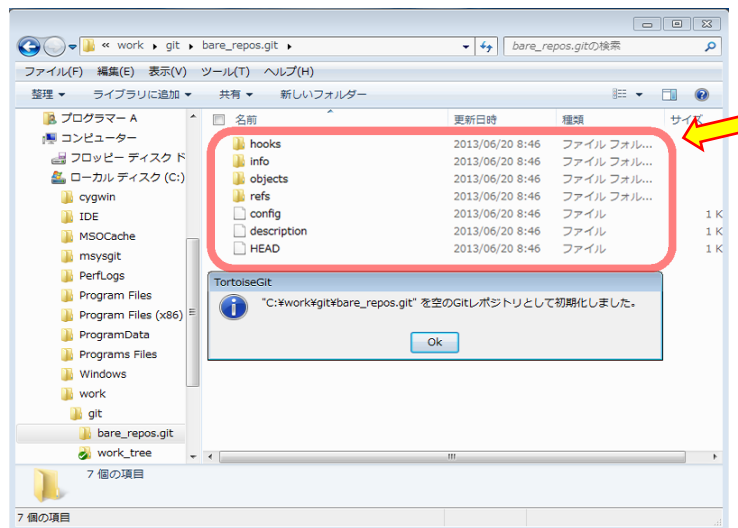 « work ▸ git ▸ bare_repos.git ▸
bare_repos.gitの検索
ファイル(F) 編集(E) 表示(V) ツール(T) ヘルプ(H)
整理 ライブラリに追加 共有 新しいフォルダー
名前 更新日時 種類 サイズ
プログラマー A
コンピューター
フロッピー ディスク ド
ローカル ディスク (C:)
cygwin
IDE
MSOCache
msysgit
PerfLogs
Program Files
Program Files (x86)
ProgramData
Programs Files
Windows
work
git
bare_repos.git
work_tree
hooks 2013/06/20 8:46 ファイル フォル...
info 2013/06/20 8:46 ファイル フォル...
objects 2013/06/20 8:46 ファイル フォル...
refs 2013/06/20 8:46 ファイル フォル...
config 2013/06/20 8:46 ファイル 1 K
description 2013/06/20 8:46 ファイル 1 K
HEAD 2013/06/20 8:46 ファイル 1 K
TortoiseGit
"C:¥work¥git¥bare_repos.git" を空のGitレポジトリとして初期化しました。
Ok
7 個の項目
7 個の項目